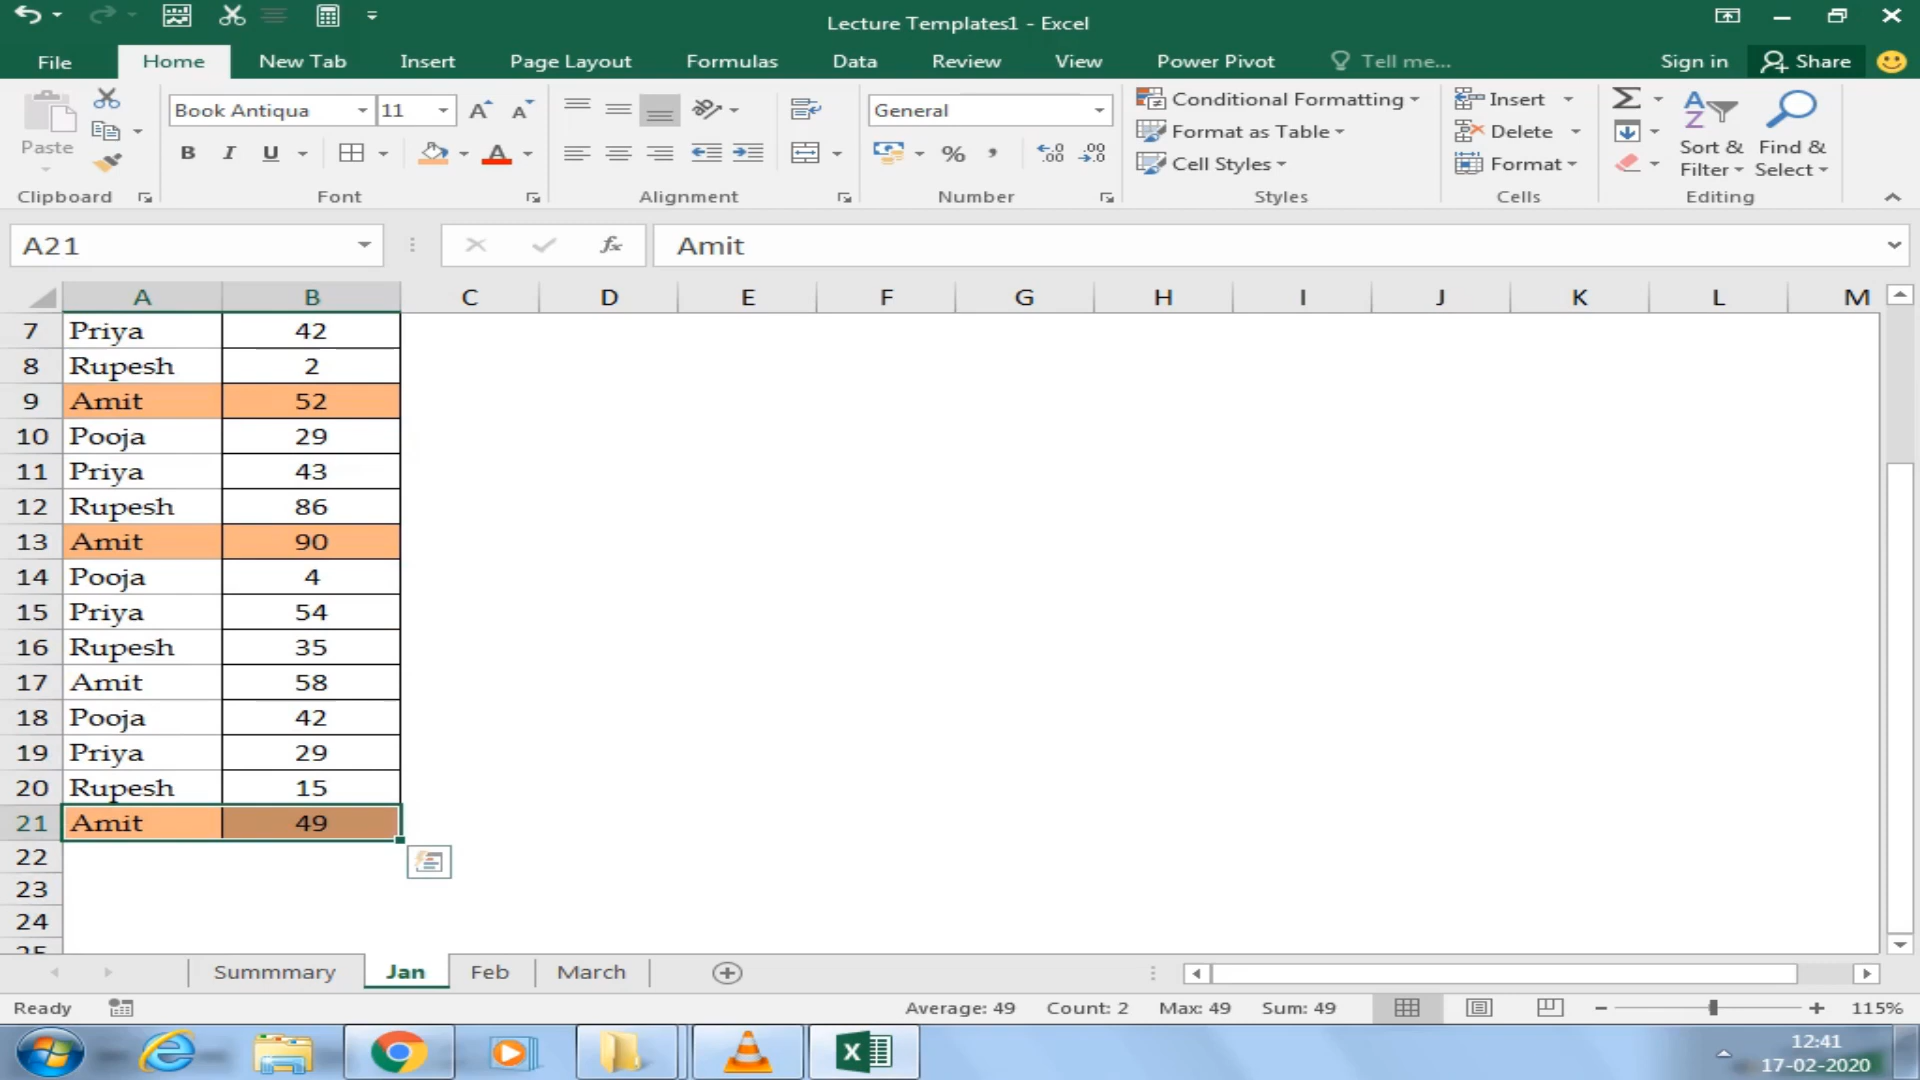 Lecture Templates1 - Excel
File Home New Tab Insert Page Layout Formulas Data Review View Power Pivot Tell me... Sign in Share
Book Antiqua 11 General Conditional Formatting Insert
Format as Table Delete
Paste B I U % Cell Styles Format Sort & Filter Find & Select
Clipboard Font Alignment Number Styles Cells Editing
A21 fx Amit
A B C D E F G H I J K L M
7 Priya 42
8 Rupesh 2
9 Amit 52
10 Pooja 29
11 Priya 43
12 Rupesh 86
13 Amit 90
14 Pooja 4
15 Priya 54
16 Rupesh 35
17 Amit 58
18 Pooja 42
19 Priya 29
20 Rupesh 15
21 Amit 49
22
23
24
25
Summmary Jan Feb March
Ready Average: 49 Count: 2 Max: 49 Sum: 49 115%
12:41
17-02-2020